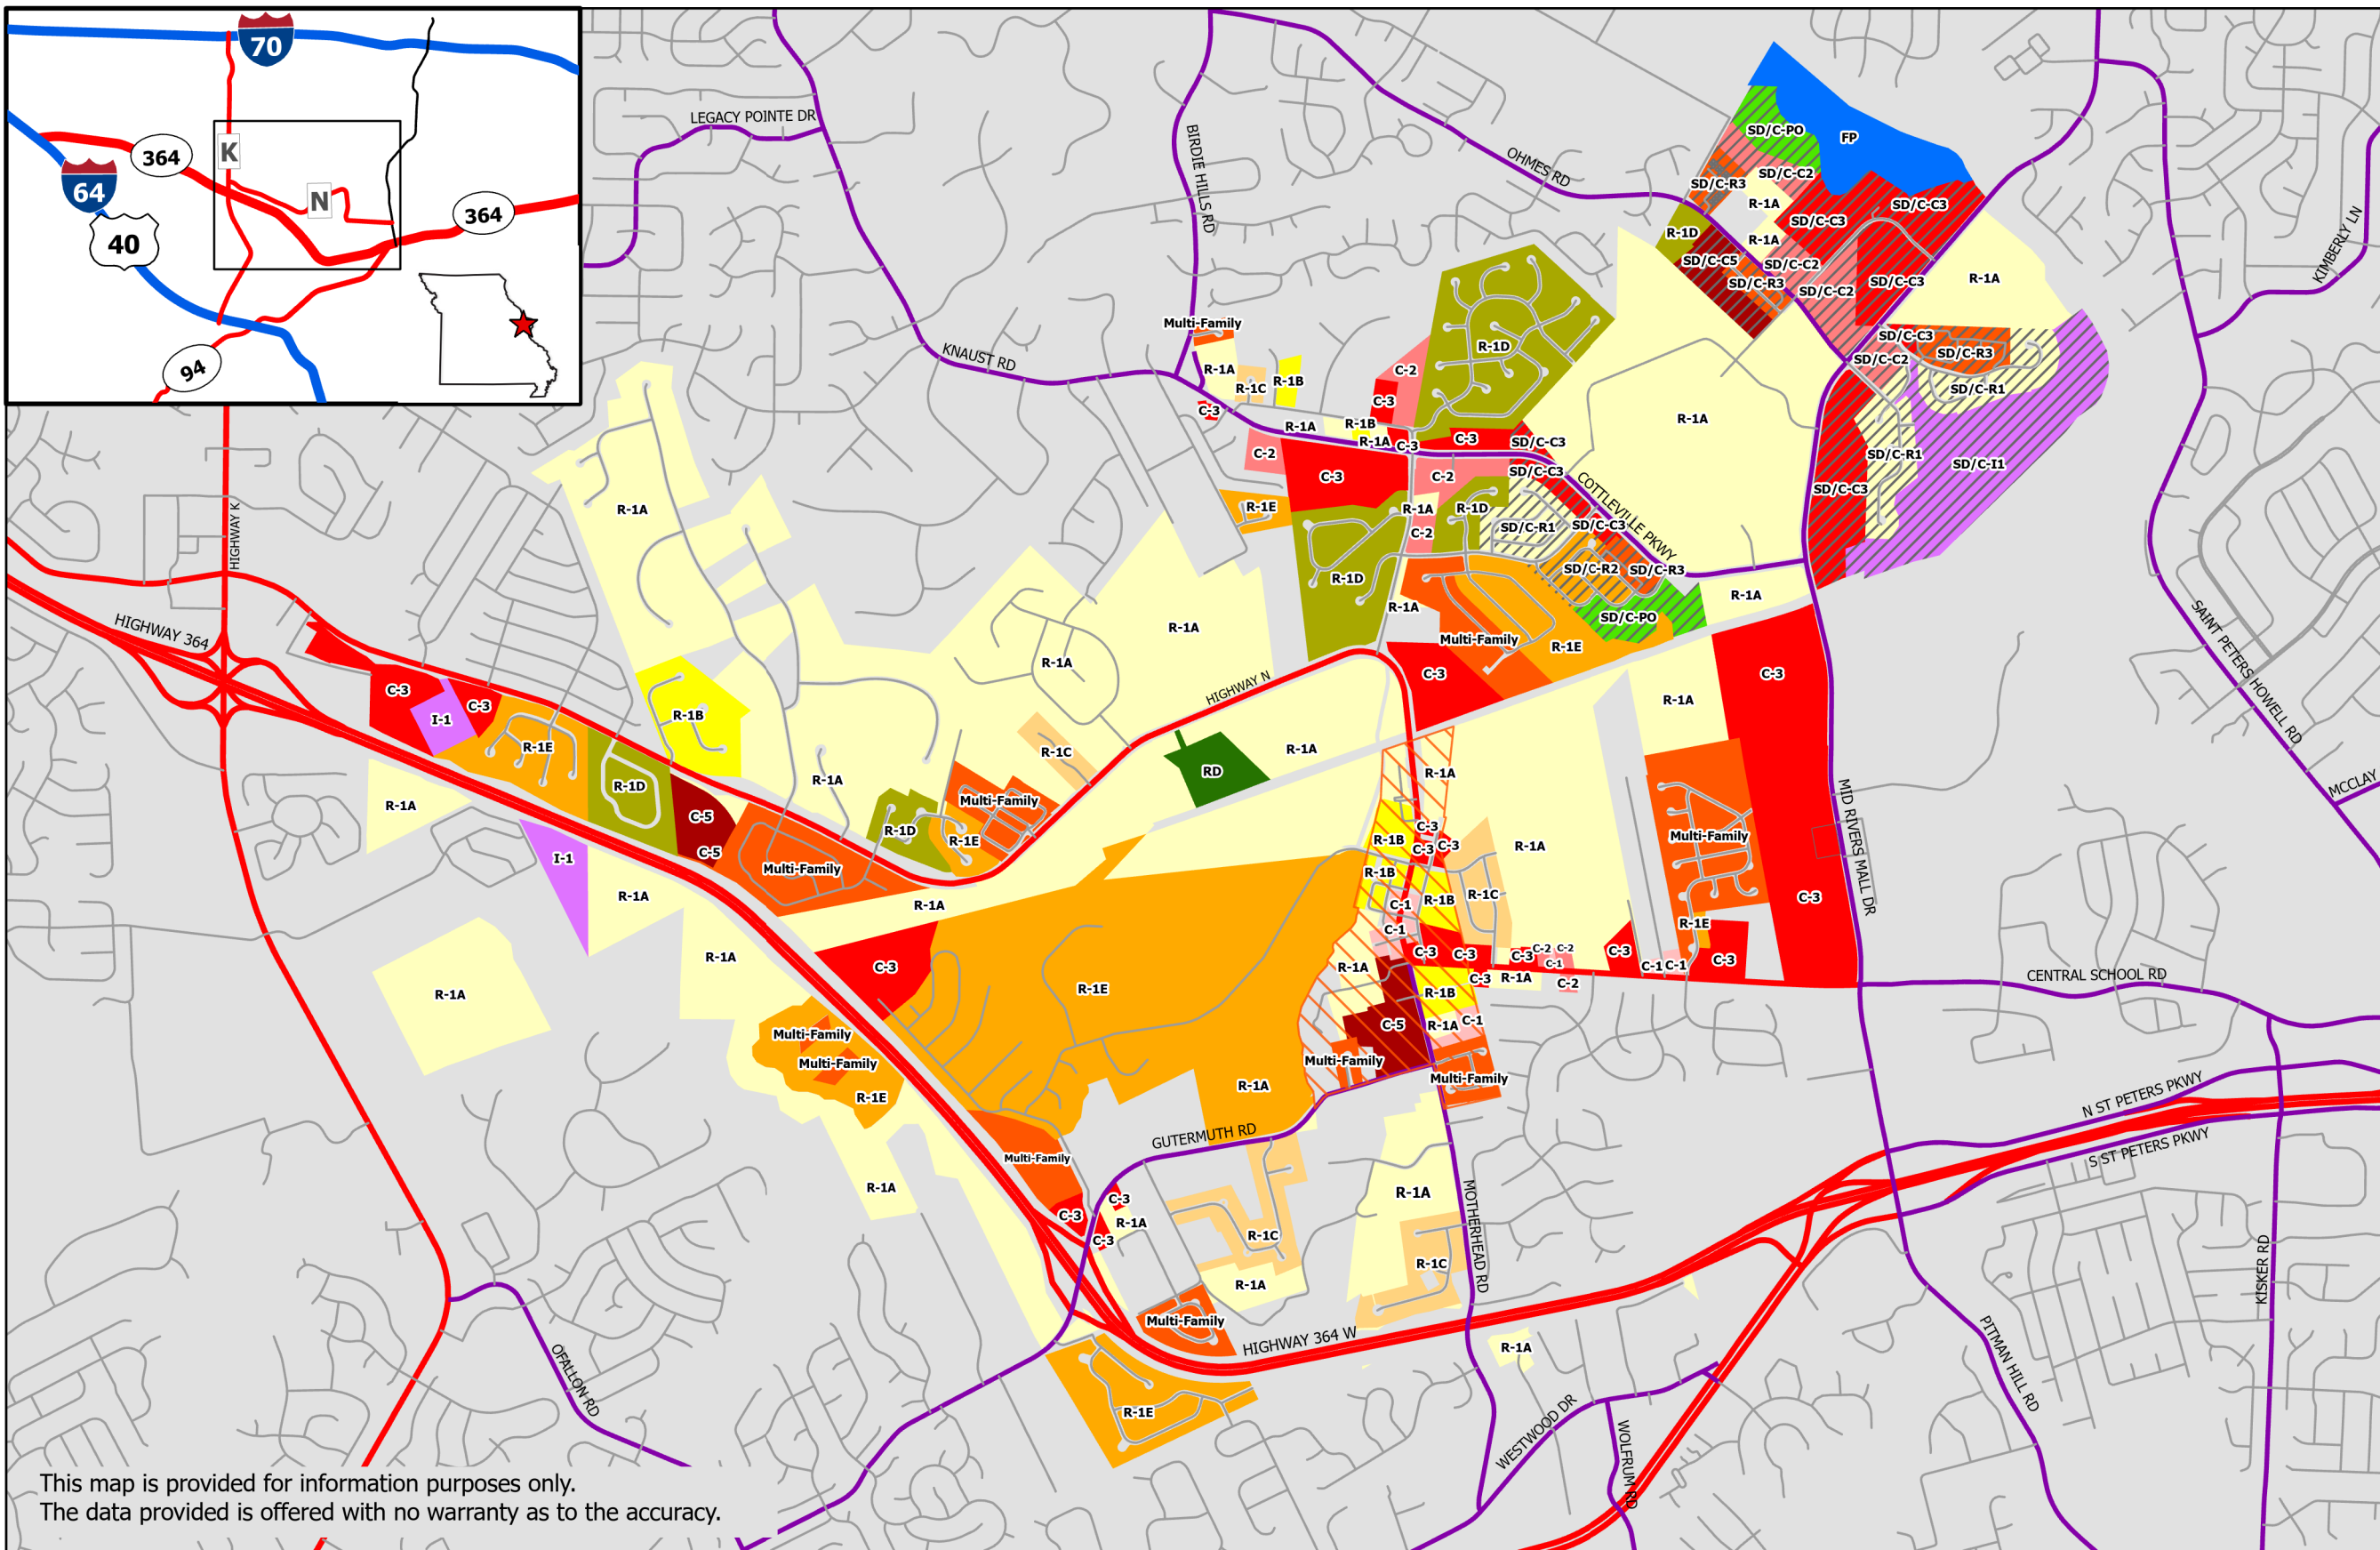 70
364
K
64
N
364
40
94
LEGACY POINTE DR
BIRDIE HILLS RD
OHMES RD
SD/C-PO
FP
SD/C-C2
SD/C-R3
R-1A
SD/C-C3
SD/C-C3
R-1D
R-1A
SD/C-C5
SD/C-C2
SD/C-R3
SD/C-C2
SD/C-C3
R-1A
KIMBERLY LN
Multi-Family
KNAUST RD
R-1A
R-1C
R-1B
C-2
R-1D
C-3
C-3
SD/C-C3
SD/C-C2
SD/C-R3
SD/C-R1
R-1A
R-1A
R-1B
R-1A
C-3
C-3
SD/C-C3
C-2
C-3
C-2
SD/C-C3
COTTLEVILLE PKWY
SD/C-R1
SD/C-I1
SD/C-C3
R-1A
R-1E
R-1A
R-1D
C-2
SD/C-R1
SD/C-C3
HIGHWAY K
R-1D
SD/C-R2
SD/C-R3
R-1A
R-1A
SD/C-PO
HIGHWAY 364
R-1A
R-1A
Multi-Family
R-1E
SAINT PETERS HOWELL RD
C-3
I-1
C-3
R-1E
R-1B
HIGHWAY N
C-3
R-1A
C-3
R-1C
R-1A
RD
R-1A
R-1A
R-1D
R-1A
R-1A
C-5
C-5
R-1D
Multi-Family
R-1E
C-3
C-3
C-3
R-1B
R-1A
Multi-Family
MID RIVERS MALL DR
MCCLAY
I-1
Multi-Family
R-1A
R-1A
R-1B
C-1
R-1B
R-1C
C-3
C-1
R-1E
R-1A
C-3
R-1A
C-3
C-3
C-3
C-2
C-2
C-1
C-3
C-1
C-1
C-3
R-1A
R-1E
R-1B
C-3
R-1A
C-2
CENTRAL SCHOOL RD
Multi-Family
Multi-Family
R-1E
R-1A
C-5
R-1A
C-1
Multi-Family
Multi-Family
N ST PETERS PKWY
S ST PETERS PKWY
GUTERMUTH RD
Multi-Family
R-1A
C-3
C-3
R-1A
C-3
R-1A
R-1C
R-1C
MOTHERHEAD RD
R-1A
Multi-Family
HIGHWAY 364 W
R-1A
KISKER RD
PITMAN HILL RD
OFALLON RD
R-1E
WESTWOOD DR
WOLFRUM RD
This map is provided for information purposes only.
The data provided is offered with no warranty as to the accuracy.